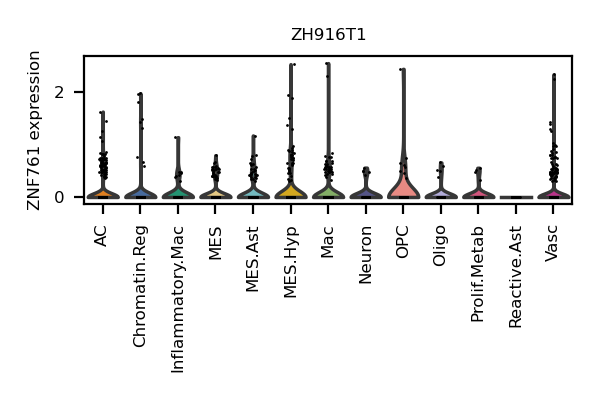 ZH916T1
ZNF761 expression
2
0
AC
Chromatin.Reg
Inflammatory.Mac
MES
MES.Ast
MES.Hyp
Mac
Neuron
OPC
Oligo
Prolif.Metab
Reactive.Ast
Vasc